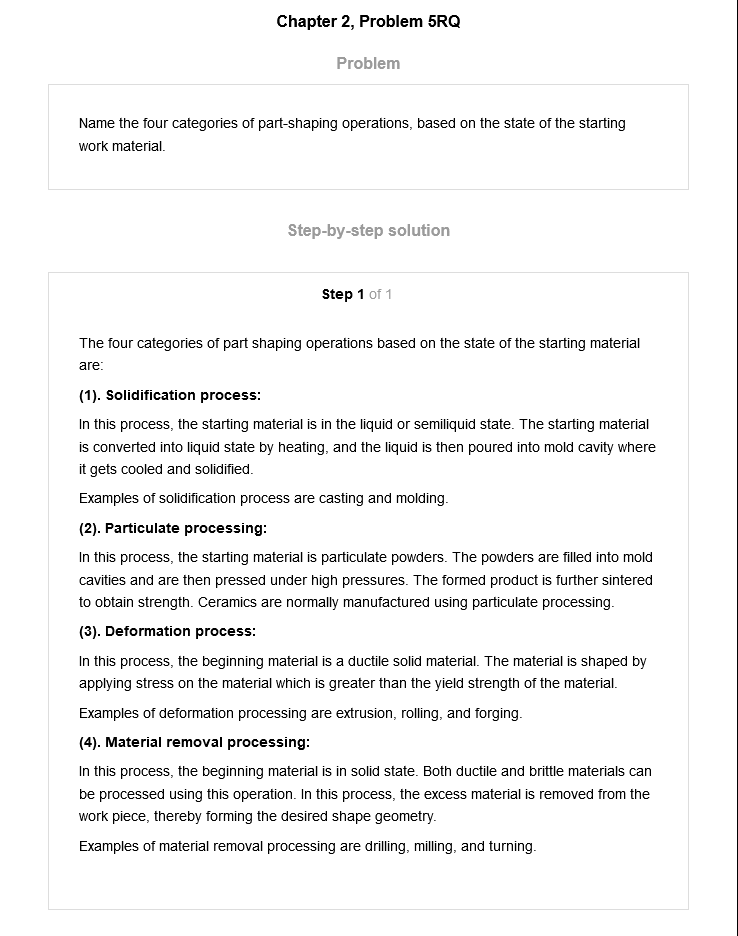 Chapter 2, Problem 5RQ
Problem
Name the four categories of part-shaping operations, based on the state of the starting
work material.
Step-by-step solution
Step 1 of 1
The four categories of part shaping operations based on the state of the starting material
are:
(1). Solidification process:
In this process, the starting material is in the liquid or semiliquid state. The starting material
is converted into liquid state by heating, and the liquid is then poured into mold cavity where
it gets cooled and solidified.
Examples of solidification process are casting and molding.
(2). Particulate processing:
In this process, the starting material is particulate powders. The powders are filled into mold
cavities and are then pressed under high pressures. The formed product is further sintered
to obtain strength. Ceramics are normally manufactured using particulate processing.
(3). Deformation process:
In this process, the beginning material is a ductile solid material. The material is shaped by
applying stress on the material which is greater than the yield strength of the material.
Examples of deformation processing are extrusion, rolling, and forging.
(4). Material removal processing:
In this process, the beginning material is in solid state. Both ductile and brittle materials can
be processed using this operation. In this process, the excess material is removed from the
work piece, thereby forming the desired shape geometry.
Examples of material removal processing are drilling, milling, and turning.